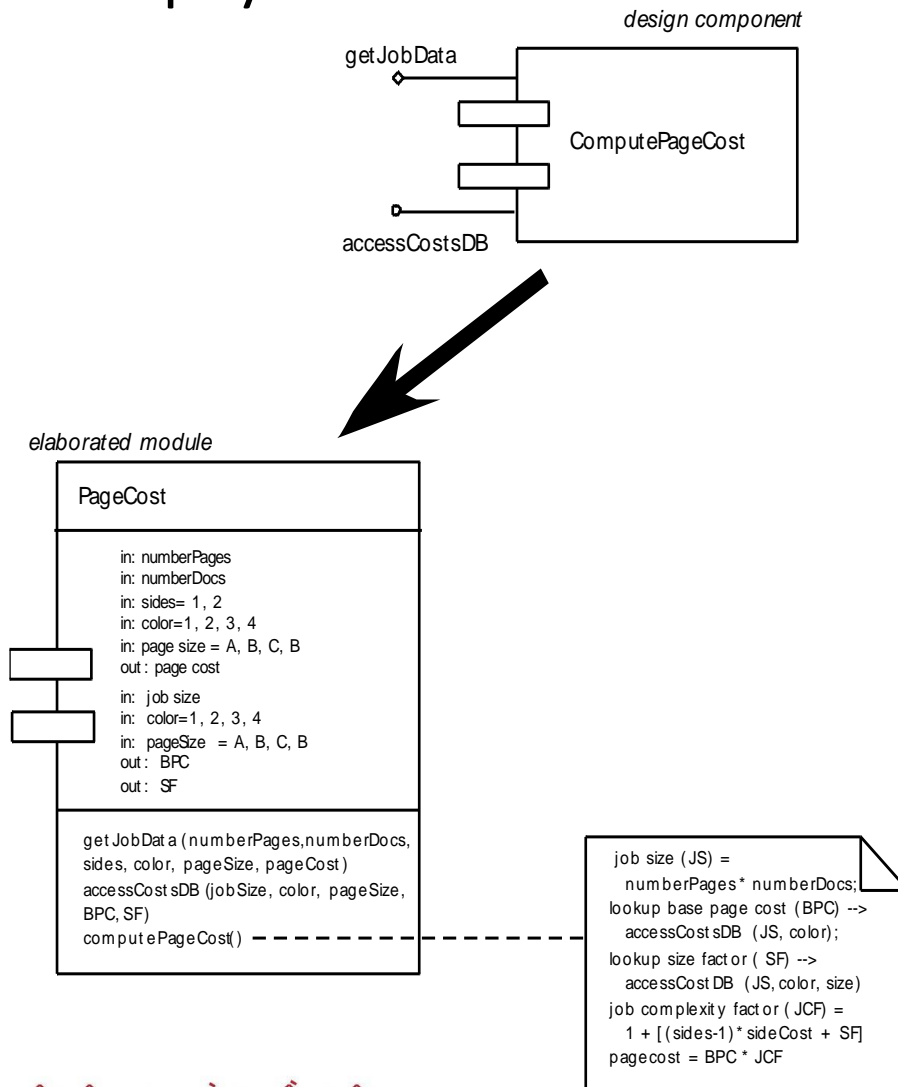 design component
getJobData
ComputePageCost
accessCostsDB
elaborated module
PageCost
in: numberPages
in: numberDocs
in: sides= 1, 2
in: color=1, 2, 3, 4
in: page size = A, B, C, B
out: page cost
in: job size
in: color=1, 2, 3, 4
in: pageSize = A, B, C, B
out: BPC
out: SF
getJobData (numberPages,numberDocs,
sides, color, pageSize, pageCost)
accessCostsDB (jobSize, color, pageSize,
BPC, SF)
computePageCost()
job size (JS) =
numberPages * numberDocs;
lookup base page cost (BPC) -->
accessCostsDB (JS, color);
lookup size factor (SF) -->
accessCostDB (JS, color, size)
job complexity factor (JCF) =
1 + [(sides-1)*sideCost + SF]
pagecost = BPC * JCF